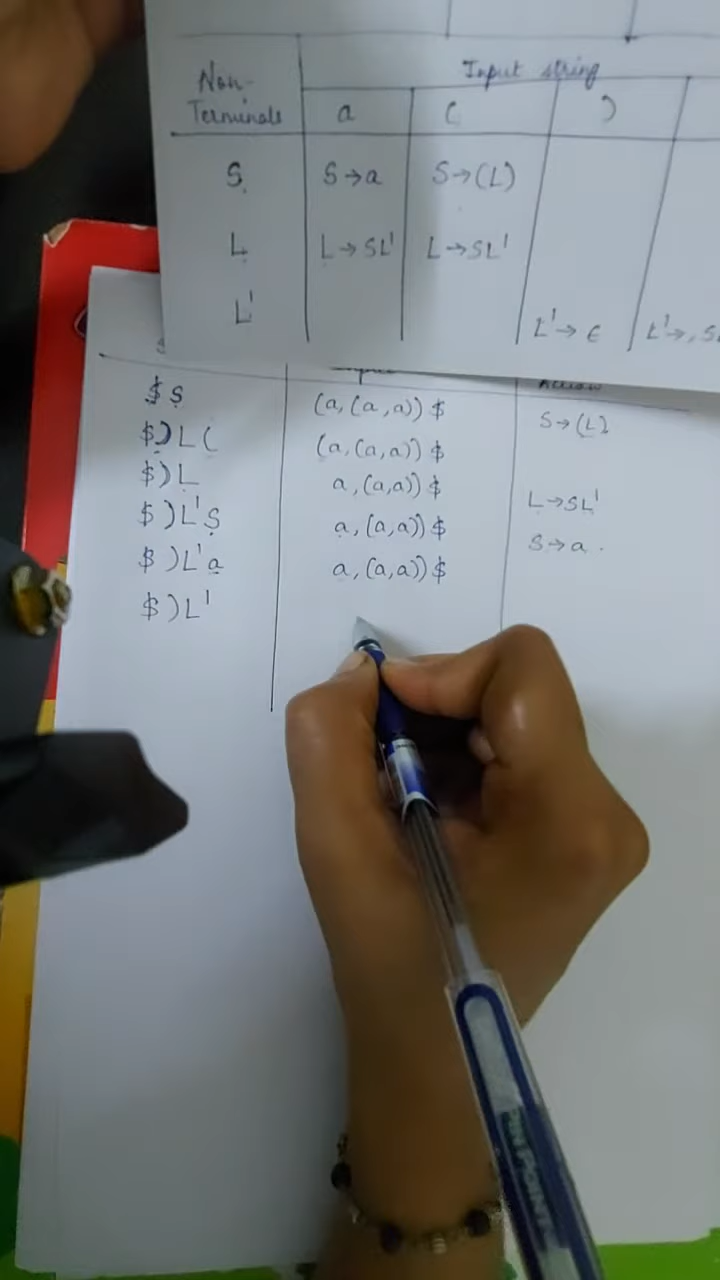 Input string
Non-
Terminals a ( )
S S→a S→(L)
L L→SL' L→SL'
L' L'→ϵ L'→,S
$S (a,(a,a))$ S→(L)
$)L( (a,(a,a))$
$)L a,(a,a))$ L→SL'
$)L'S a,(a,a))$ S→a.
$)L'a a,(a,a))$
$)L'